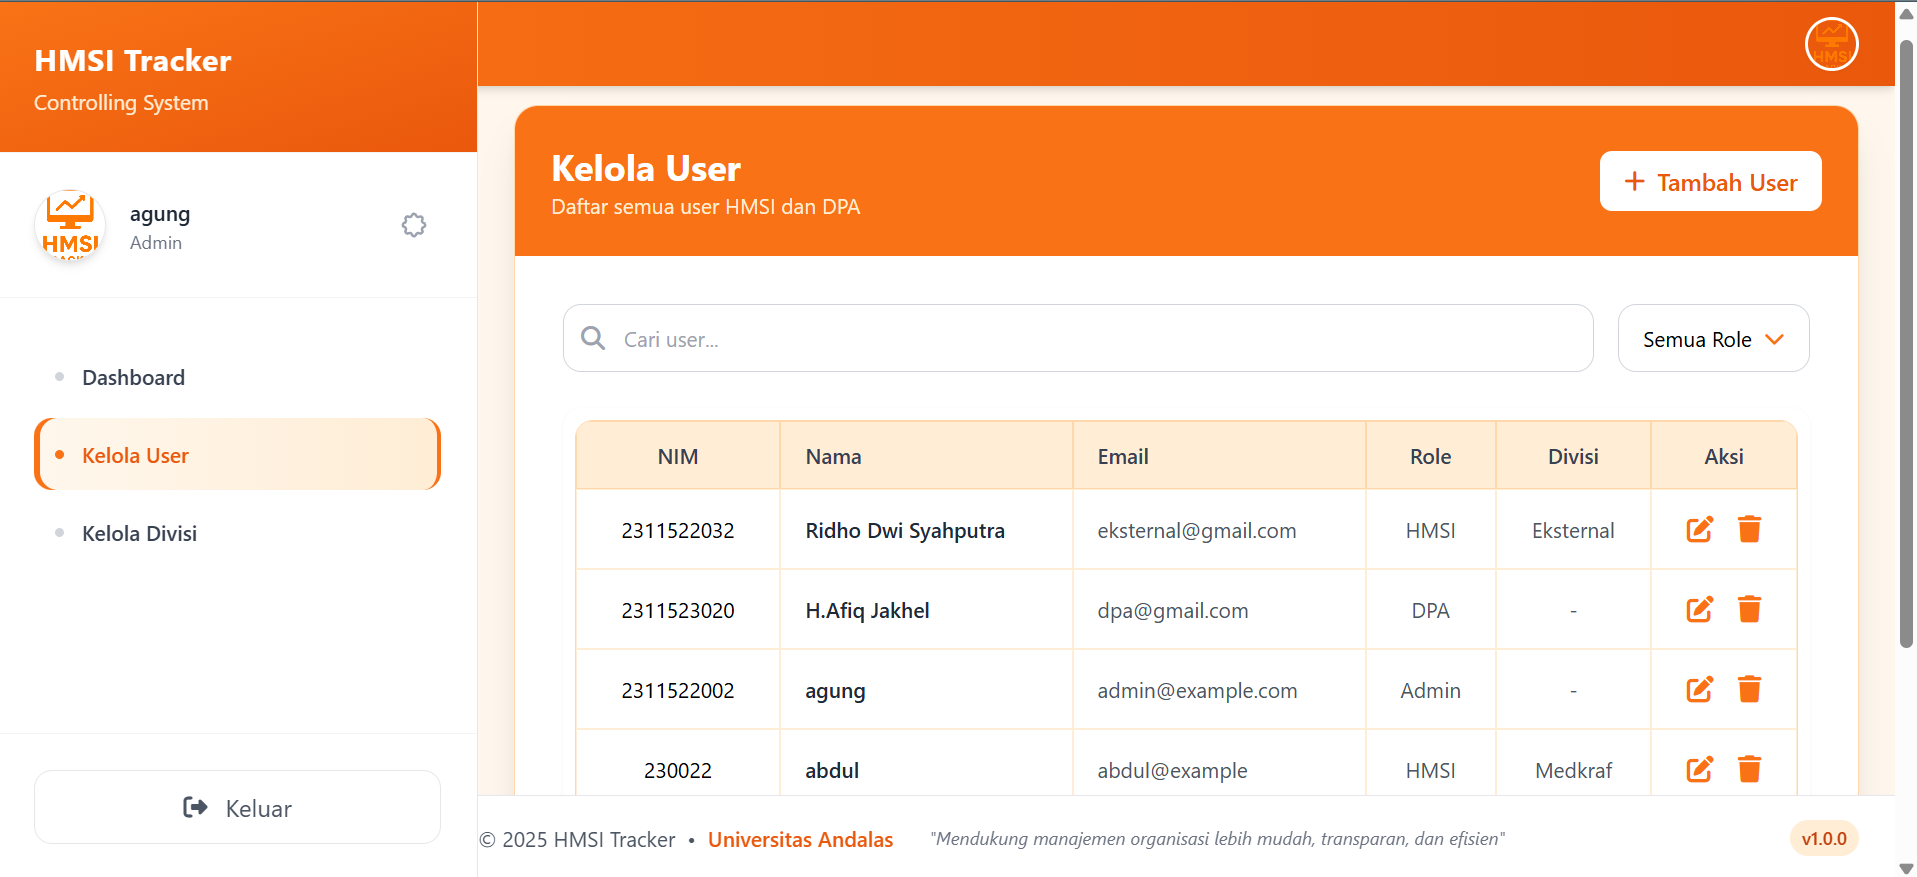 HMSI Tracker
Controlling System
HMSI
agung
Admin
HMSI
Dashboard
Kelola User
Kelola Divisi
Keluar
Kelola User
Daftar semua user HMSI dan DPA
+ Tambah User
Cari user...
Semua Role
NIM Nama Email Role Divisi Aksi
2311522032 Ridho Dwi Syahputra eksternal@gmail.com HMSI Eksternal
2311523020 H.Afiq Jakhel dpa@gmail.com DPA -
2311522002 agung admin@example.com Admin -
230022 abdul abdul@example HMSI Medkraf
© 2025 HMSI Tracker • Universitas Andalas "Mendukung manajemen organisasi lebih mudah, transparan, dan efisien" v1.0.0